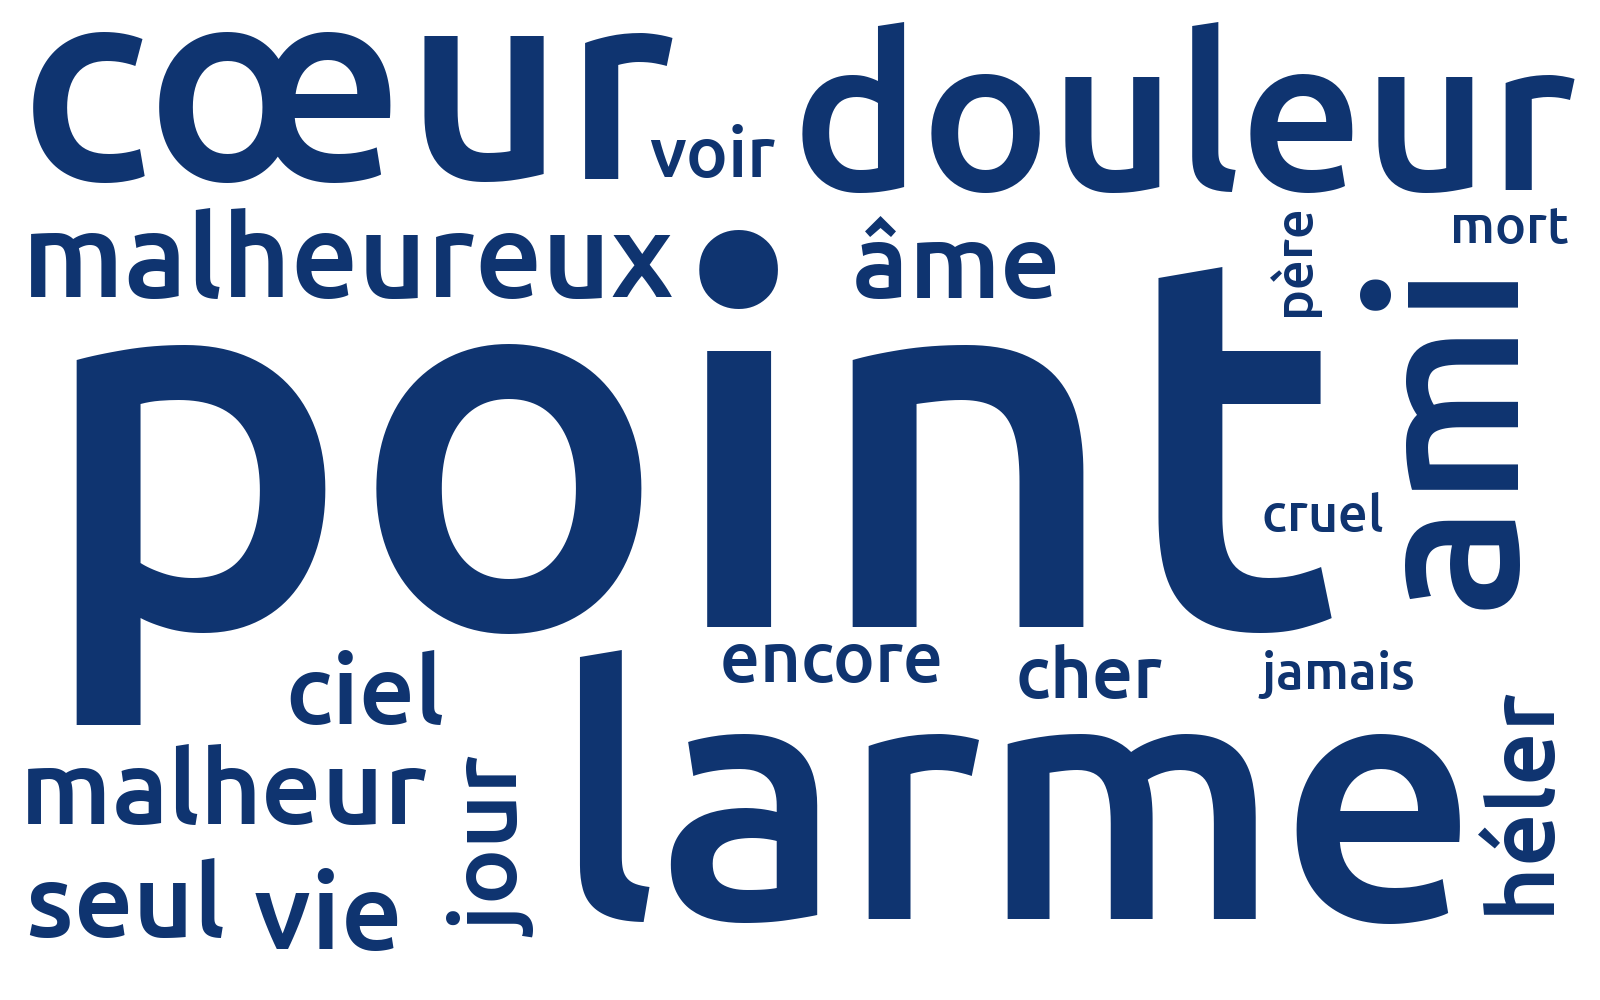 cœur
voir
douleur
malheureux
âme
père
mort
point
ami
cruel
ciel
encore
cher
jamais
malheur
jour
larme
héler
seul
vie